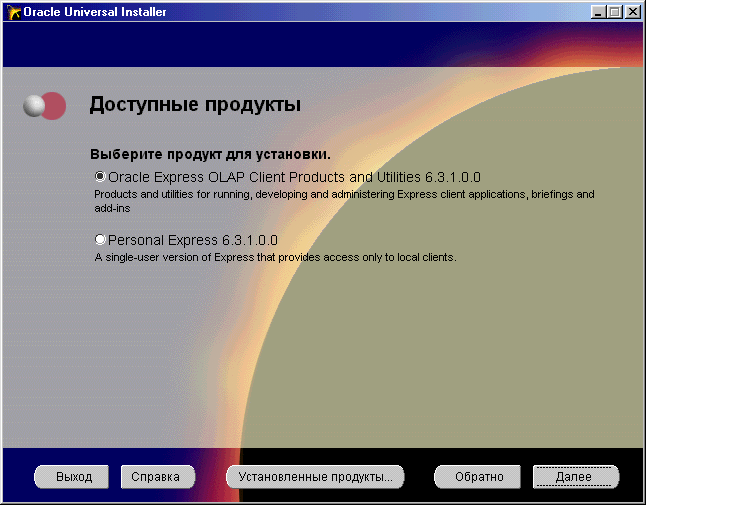 Oracle Universal Installer
Доступные продукты
Выберите продукт для установки.
Oracle Express OLAP Client Products and Utilities 6.3.1.0.0
Products and utilities for running, developing and administering Express client applications, briefings and
add-ins
Personal Express 6.3.1.0.0
A single-user version of Express that provides access only to local clients.
Выход
Справка
Установленные продукты...
Обратно
Далее